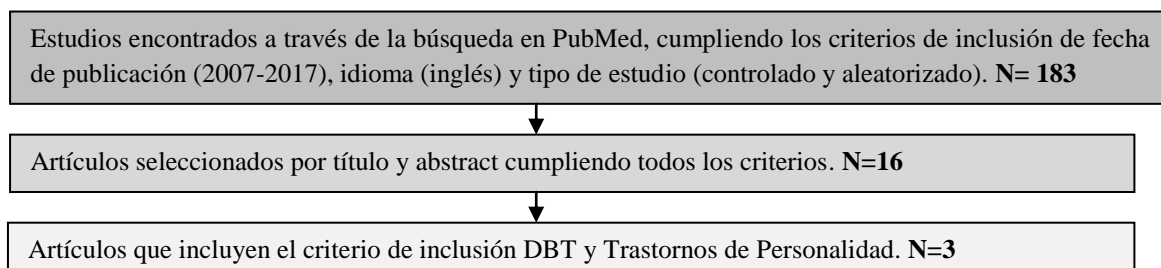 Estudios encontrados a través de la búsqueda en PubMed, cumpliendo los criterios de inclusión de fecha
de publicación (2007-2017), idioma (inglés) y tipo de estudio (controlado y aleatorizado). N= 183
Artículos seleccionados por título y abstract cumpliendo todos los criterios. N=16
Artículos que incluyen el criterio de inclusión DBT y Trastornos de Personalidad. N=3